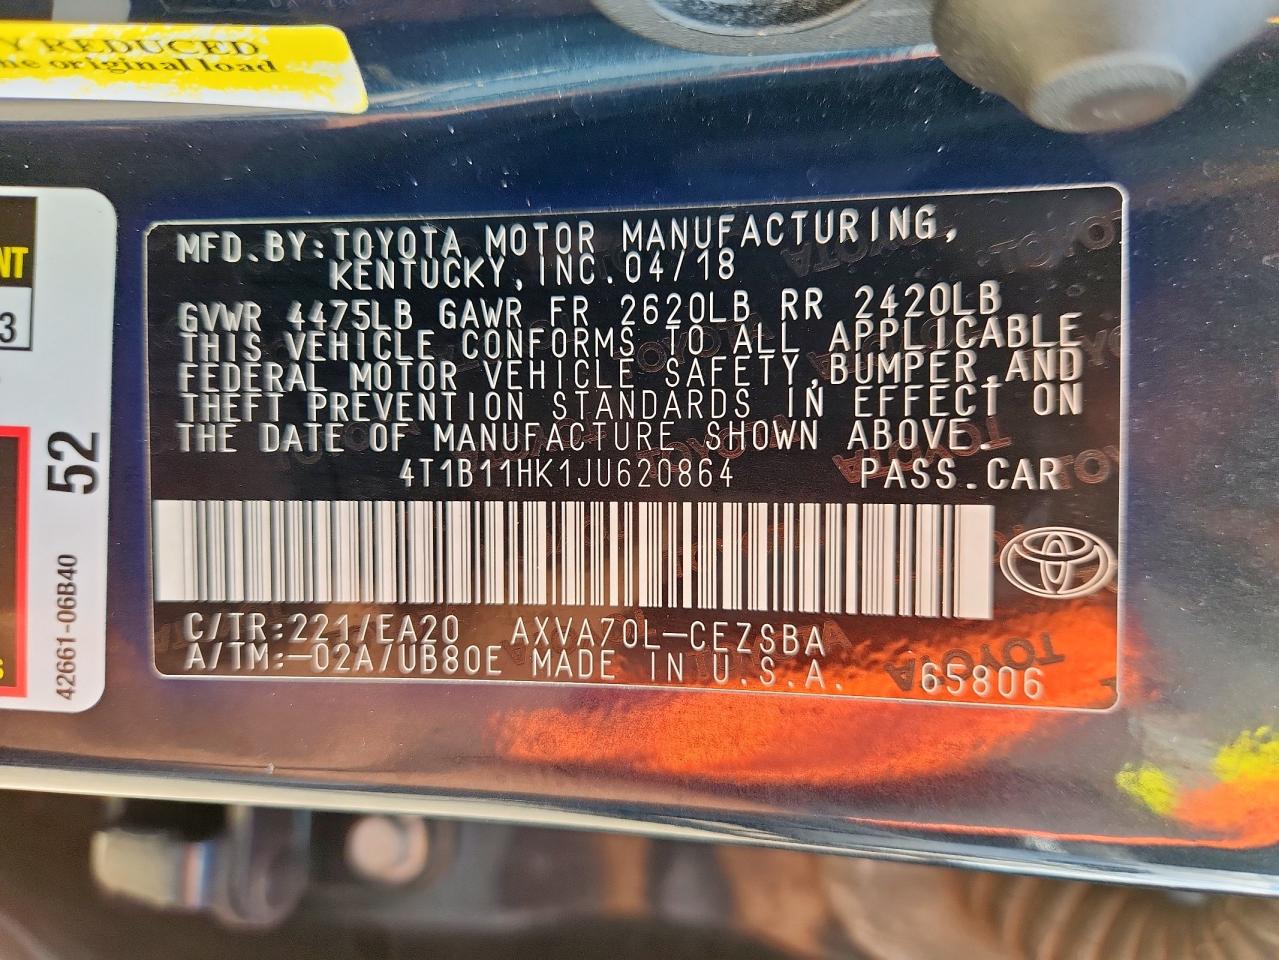 Y REDUCED
the original load
NT
3
52
42661-06B40
S
MFD.BY:TOYOTA MOTOR MANUFACTURING,
KENTUCKY,INC.04/18
GVWR 4475LB GAWR FR 2620LB RR 2420LB
THIS VEHICLE CONFORMS TO ALL APPLICABLE
FEDERAL MOTOR VEHICLE SAFETY,BUMPER,AND
THEFT PREVENTION STANDARDS IN EFFECT ON
THE DATE OF MANUFACTURE SHOWN ABOVE.
4T1B11HK1JU620864 PASS.CAR
C/TR:221/EA20 AXVA70L-CEZSBA
A/TM:-02A/UB80E MADE IN U.S.A. 65806